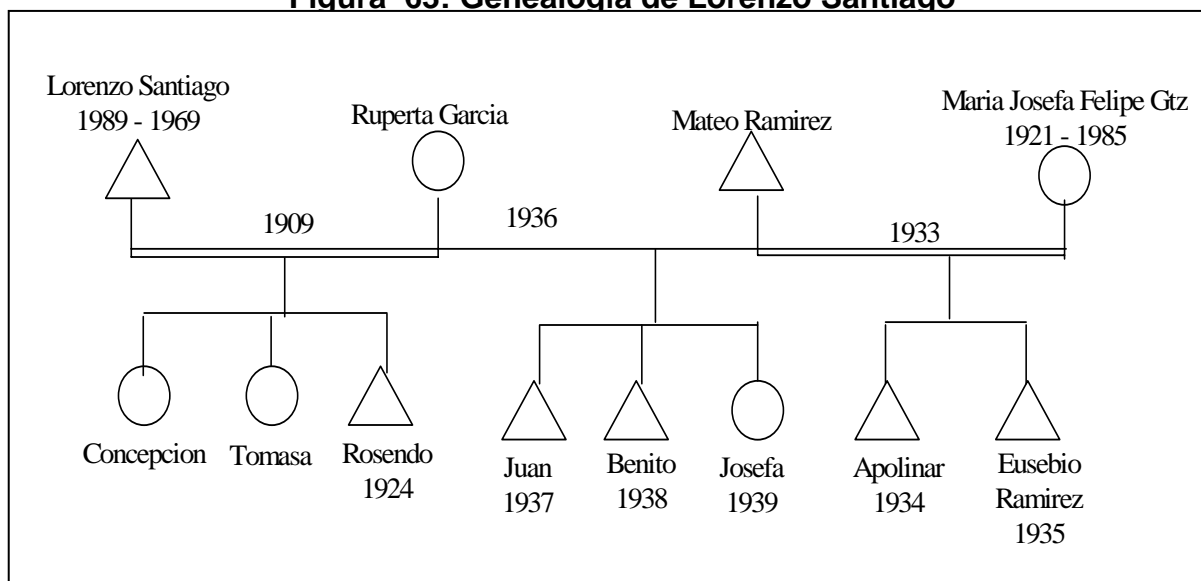 Figura 63: Genealogía de Lorenzo Santiago
Lorenzo Santiago
1989 - 1969
Ruperta Garcia
Mateo Ramirez
Maria Josefa Felipe Gtz
1921 - 1985
1909
1936
1933
Concepcion
Tomasa
Rosendo
1924
Juan
1937
Benito
1938
Josefa
1939
Apolinar
1934
Eusebio
Ramirez
1935